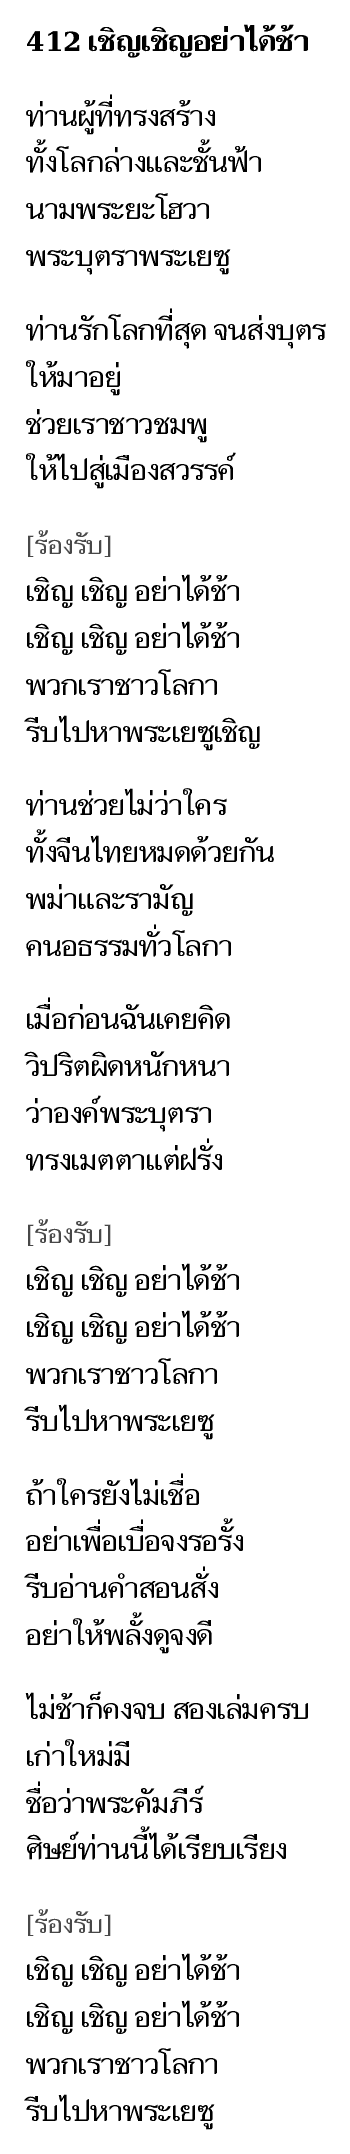 412 เชิญเชิญอย่าได้ช้า
ท่านผู้ที่ทรงสร้าง
ทั้งโลกล่างและชั้นฟ้า
นามพระยะโฮวา
พระบุตราพระเยซู
ท่านรักโลกที่สุด จนส่งบุตร
ให้มาอยู่
ช่วยเราชาวชมพู
ให้ไปสู่เมืองสวรรค์
[ร้องรับ]
เชิญ เชิญ อย่าได้ช้า
เชิญ เชิญ อย่าได้ช้า
พวกเราชาวโลกา
รีบไปหาพระเยซูเชิญ
ท่านช่วยไม่ว่าใคร
ทั้งจีนไทยหมดด้วยกัน
พม่าและรามัญ
คนอธรรมทั่วโลกา
เมื่อก่อนฉันเคยคิด
วิปริตผิดหนักหนา
ว่าองค์พระบุตรา
ทรงเมตตาแต่ฝรั่ง
[ร้องรับ]
เชิญ เชิญ อย่าได้ช้า
เชิญ เชิญ อย่าได้ช้า
พวกเราชาวโลกา
รีบไปหาพระเยซู
ถ้าใครยังไม่เชื่อ
อย่าเพื่อเบื่อจงรอรั้ง
รีบอ่านคำสอนสั่ง
อย่าให้พลั้งดูจงดี
ไม่ช้าก็คงจบ สองเล่มครบ
เก่าใหม่มี
ชื่อว่าพระคัมภีร์
ศิษย์ท่านนี้ได้เรียบเรียง
[ร้องรับ]
เชิญ เชิญ อย่าได้ช้า
เชิญ เชิญ อย่าได้ช้า
พวกเราชาวโลกา
รีบไปหาพระเยซู